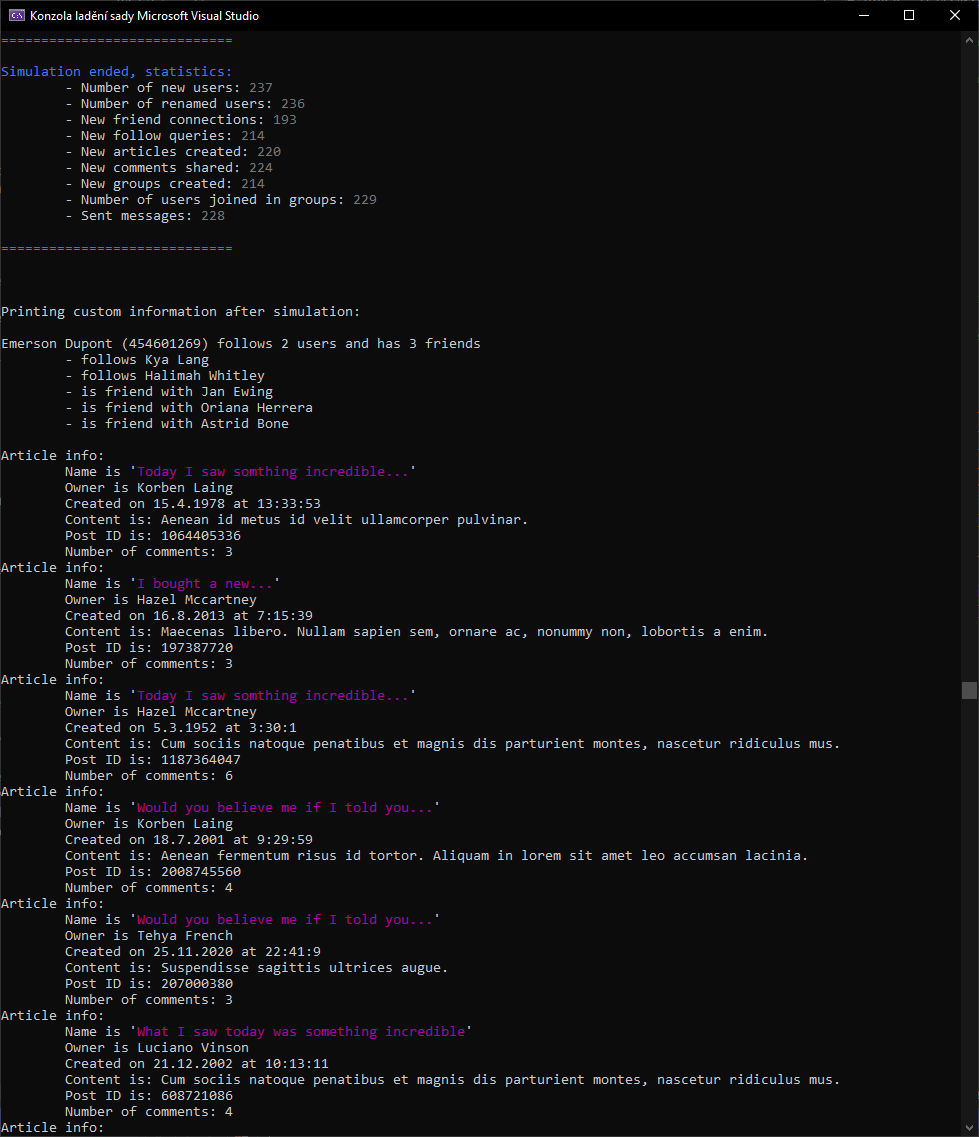 Konzola ladění sady Microsoft Visual Studio
=============================
Simulation ended, statistics:
- Number of new users: 237
- Number of renamed users: 236
- New friend connections: 193
- New follow queries: 214
- New articles created: 220
- New comments shared: 224
- New groups created: 214
- Number of users joined in groups: 229
- Sent messages: 228
=============================
Printing custom information after simulation:
Emerson Dupont (454601269) follows 2 users and has 3 friends
- follows Kya Lang
- follows Halimah Whitley
- is friend with Jan Ewing
- is friend with Oriana Herrera
- is friend with Astrid Bone
Article info:
Name is 'Today I saw somthing incredible...'
Owner is Korben Laing
Created on 15.4.1978 at 13:33:53
Content is: Aenean id metus id velit ullamcorper pulvinar.
Post ID is: 1064405336
Number of comments: 3
Article info:
Name is 'I bought a new...'
Owner is Hazel Mccartney
Created on 16.8.2013 at 7:15:39
Content is: Maecenas libero. Nullam sapien sem, ornare ac, nonummy non, lobortis a enim.
Post ID is: 197387720
Number of comments: 3
Article info:
Name is 'Today I saw somthing incredible...'
Owner is Hazel Mccartney
Created on 5.3.1952 at 3:30:1
Content is: Cum sociis natoque penatibus et magnis dis parturient montes, nascetur ridiculus mus.
Post ID is: 1187364047
Number of comments: 6
Article info:
Name is 'Would you believe me if I told you...'
Owner is Korben Laing
Created on 18.7.2001 at 9:29:59
Content is: Aenean fermentum risus id tortor. Aliquam in lorem sit amet leo accumsan lacinia.
Post ID is: 2008745560
Number of comments: 4
Article info:
Name is 'Would you believe me if I told you...'
Owner is Tehya French
Created on 25.11.2020 at 22:41:9
Content is: Suspendisse sagittis ultrices augue.
Post ID is: 207000380
Number of comments: 3
Article info:
Name is 'What I saw today was something incredible'
Owner is Luciano Vinson
Created on 21.12.2002 at 10:13:11
Content is: Cum sociis natoque penatibus et magnis dis parturient montes, nascetur ridiculus mus.
Post ID is: 608721086
Number of comments: 4
Article info: